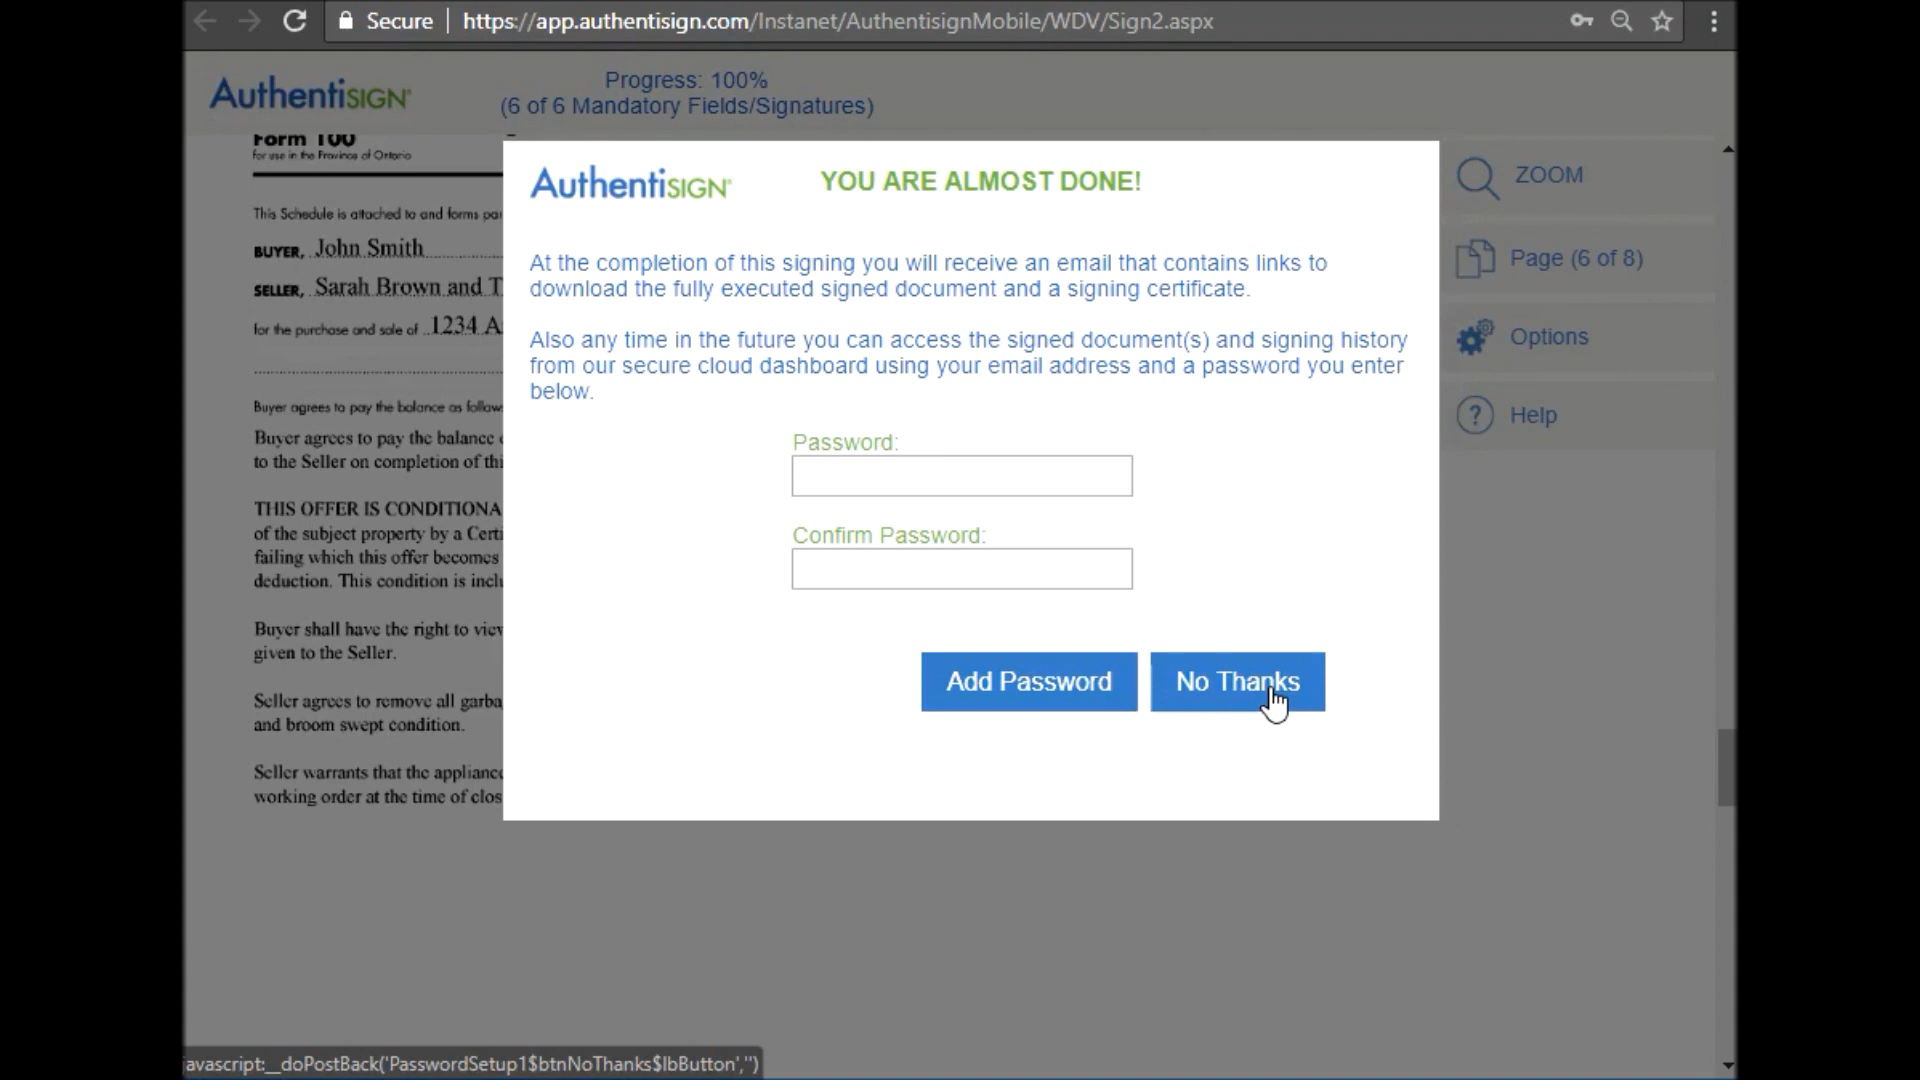 Secure https://app.authentisign.com/Instanet/AuthentisignMobile/WDV/Sign2.aspx
AuthentiSIGN®
Progress: 100%
(6 of 6 Mandatory Fields/Signatures)
Form 100
for use in the Province of Ontario
This Schedule is attached to and forms
BUYER, John Smith
SELLER, Sarah Brown and
for the purchase and sale of 1234
Buyer agrees to pay the balance as
Buyer agrees to pay the balance
to the Seller on completion of
THIS OFFER IS
of the subject property by a
failing which this offer becomes
deduction. This condition is
Buyer shall have the right to
given to the Seller.
Seller agrees to remove all
and broom swept condition.
Seller warrants that the
working order at the time of
AuthentiSIGN®
YOU ARE ALMOST DONE!
At the completion of this signing you will receive an email that contains links to
download the fully executed signed document and a signing certificate.
Also any time in the future you can access the signed document(s) and signing history
from our secure cloud dashboard using your email address and a password you enter
below.
Password:
Confirm Password:
Add Password
No Thanks
ZOOM
Page (6 of 8)
Options
? Help
javascript:__doPostBack('PasswordSetup1$btnNoThanks$lbButton','')